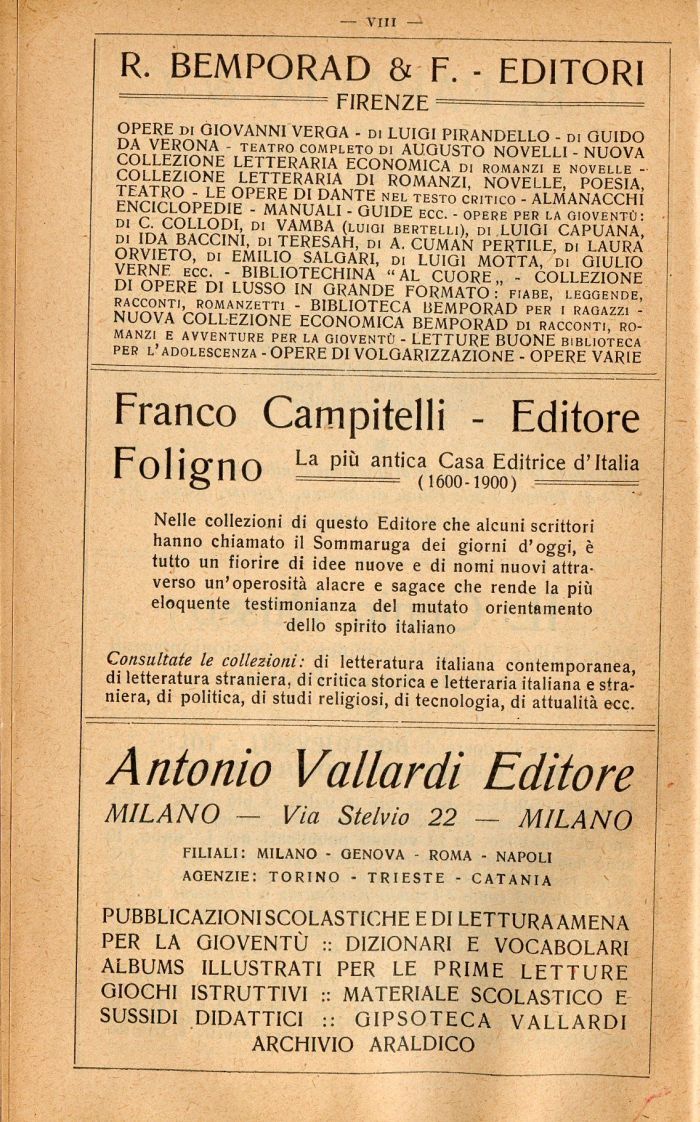 — VIII —
R. BEMPORAD & F. - EDITORI
FIRENZE
OPERE DI GIOVANNI VERGA - DI LUIGI PIRANDELLO - DI GUIDO
DA VERONA - TEATRO COMPLETO DI AUGUSTO NOVELLI - NUOVA
COLLEZIONE LETTERARIA ECONOMICA DI ROMANZI E NOVELLE -
COLLEZIONE LETTERARIA DI ROMANZI, NOVELLE, POESIA,
TEATRO - LE OPERE DI DANTE NEL TESTO CRITICO - ALMANACCHI
ENCICLOPEDIE - MANUALI - GUIDE ECC. - OPERE PER LA GIOVENTÙ:
DI C. COLLODI, DI VAMBA (LUIGI BERTELLI), DI LUIGI CAPUANA,
DI IDA BACCINI, DI TERESAH, DI A. CUMAN PERTILE, DI LAURA
ORVIETO, DI EMILIO SALGARI, DI LUIGI MOTTA, DI GIULIO
VERNE ECC. - BIBLIOTECHINA "AL CUORE„ - COLLEZIONE
DI OPERE DI LUSSO IN GRANDE FORMATO: FIABE, LEGGENDE,
RACCONTI, ROMANZETTI - BIBLIOTECA BEMPORAD PER I RAGAZZI -
NUOVA COLLEZIONE ECONOMICA BEMPORAD DI RACCONTI, RO-
MANZI E AVVENTURE PER LA GIOVENTÙ - LETTURE BUONE BIBLIOTECA
PER L'ADOLESCENZA - OPERE DI VOLGARIZZAZIONE - OPERE VARIE
Franco Campitelli - Editore
Foligno La più antica Casa Editrice d'Italia
(1600-1900)
Nelle collezioni di questo Editore che alcuni scrittori
hanno chiamato il Sommaruga dei giorni d'oggi, è
tutto un fiorire di idee nuove e di nomi nuovi attra-
verso un'operosità alacre e sagace che rende la più
eloquente testimonianza del mutato orientamento
dello spirito italiano
Consultate le collezioni: di letteratura italiana contemporanea,
di letteratura straniera, di critica storica e letteraria italiana e stra-
niera, di politica, di studi religiosi, di tecnologia, di attualità ecc.
Antonio Vallardi Editore
MILANO — Via Stelvio 22 — MILANO
FILIALI: MILANO - GENOVA - ROMA - NAPOLI
AGENZIE: TORINO - TRIESTE - CATANIA
PUBBLICAZIONI SCOLASTICHE E DI LETTURA AMENA
PER LA GIOVENTÙ :: DIZIONARI E VOCABOLARI
ALBUMS ILLUSTRATI PER LE PRIME LETTURE
GIOCHI ISTRUTTIVI :: MATERIALE SCOLASTICO E
SUSSIDI DIDATTICI :: GIPSOTECA VALLARDI
ARCHIVIO ARALDICO